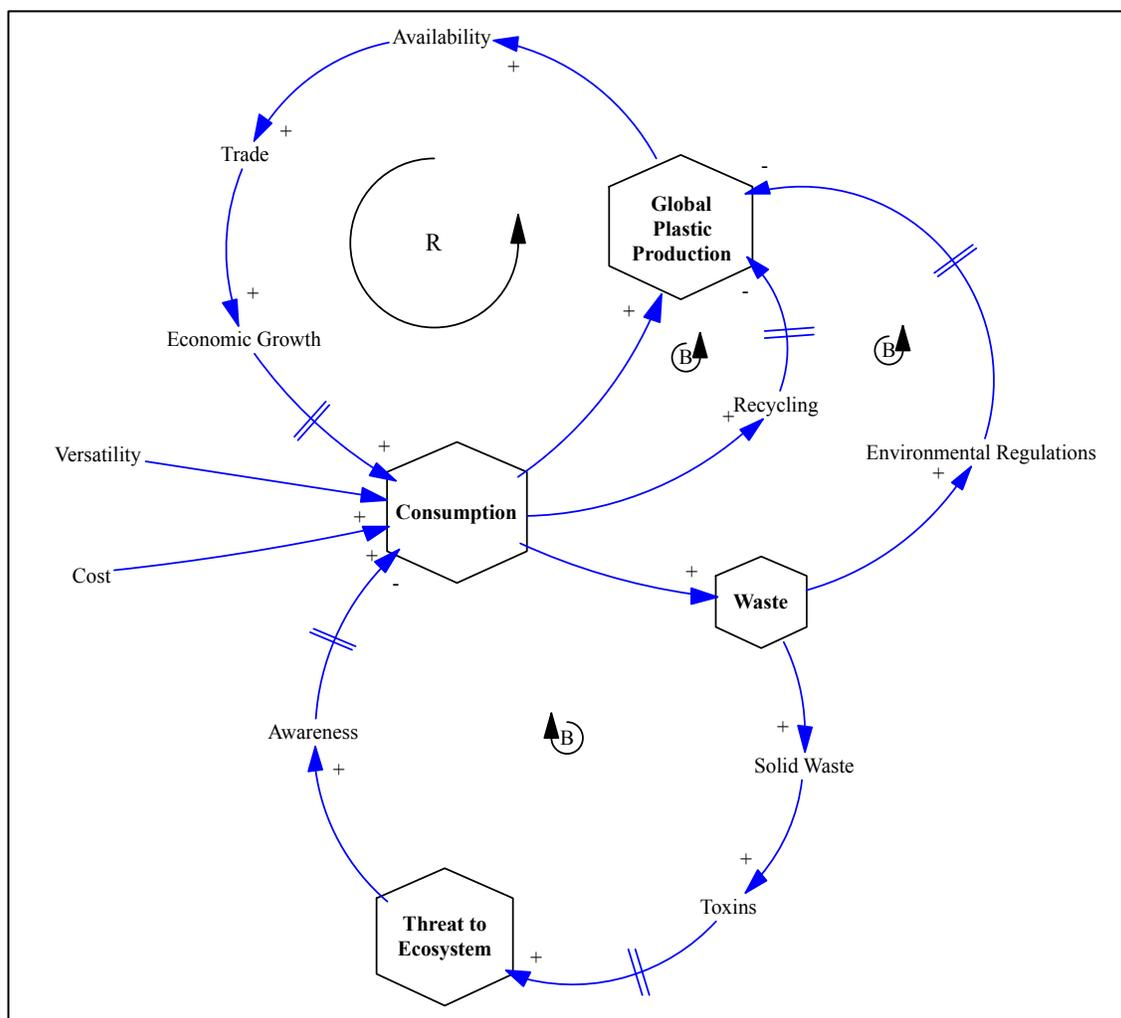 Availability
+
+
Trade
-
Global
Plastic
Production
R
+
-
+
B
B
Economic Growth
+
Recycling
+
Versatility
Environmental Regulations
+
Consumption
+
+
-
Cost
+
Waste
Awareness
+
B
+
Solid Waste
+
Toxins
Threat to
Ecosystem
+